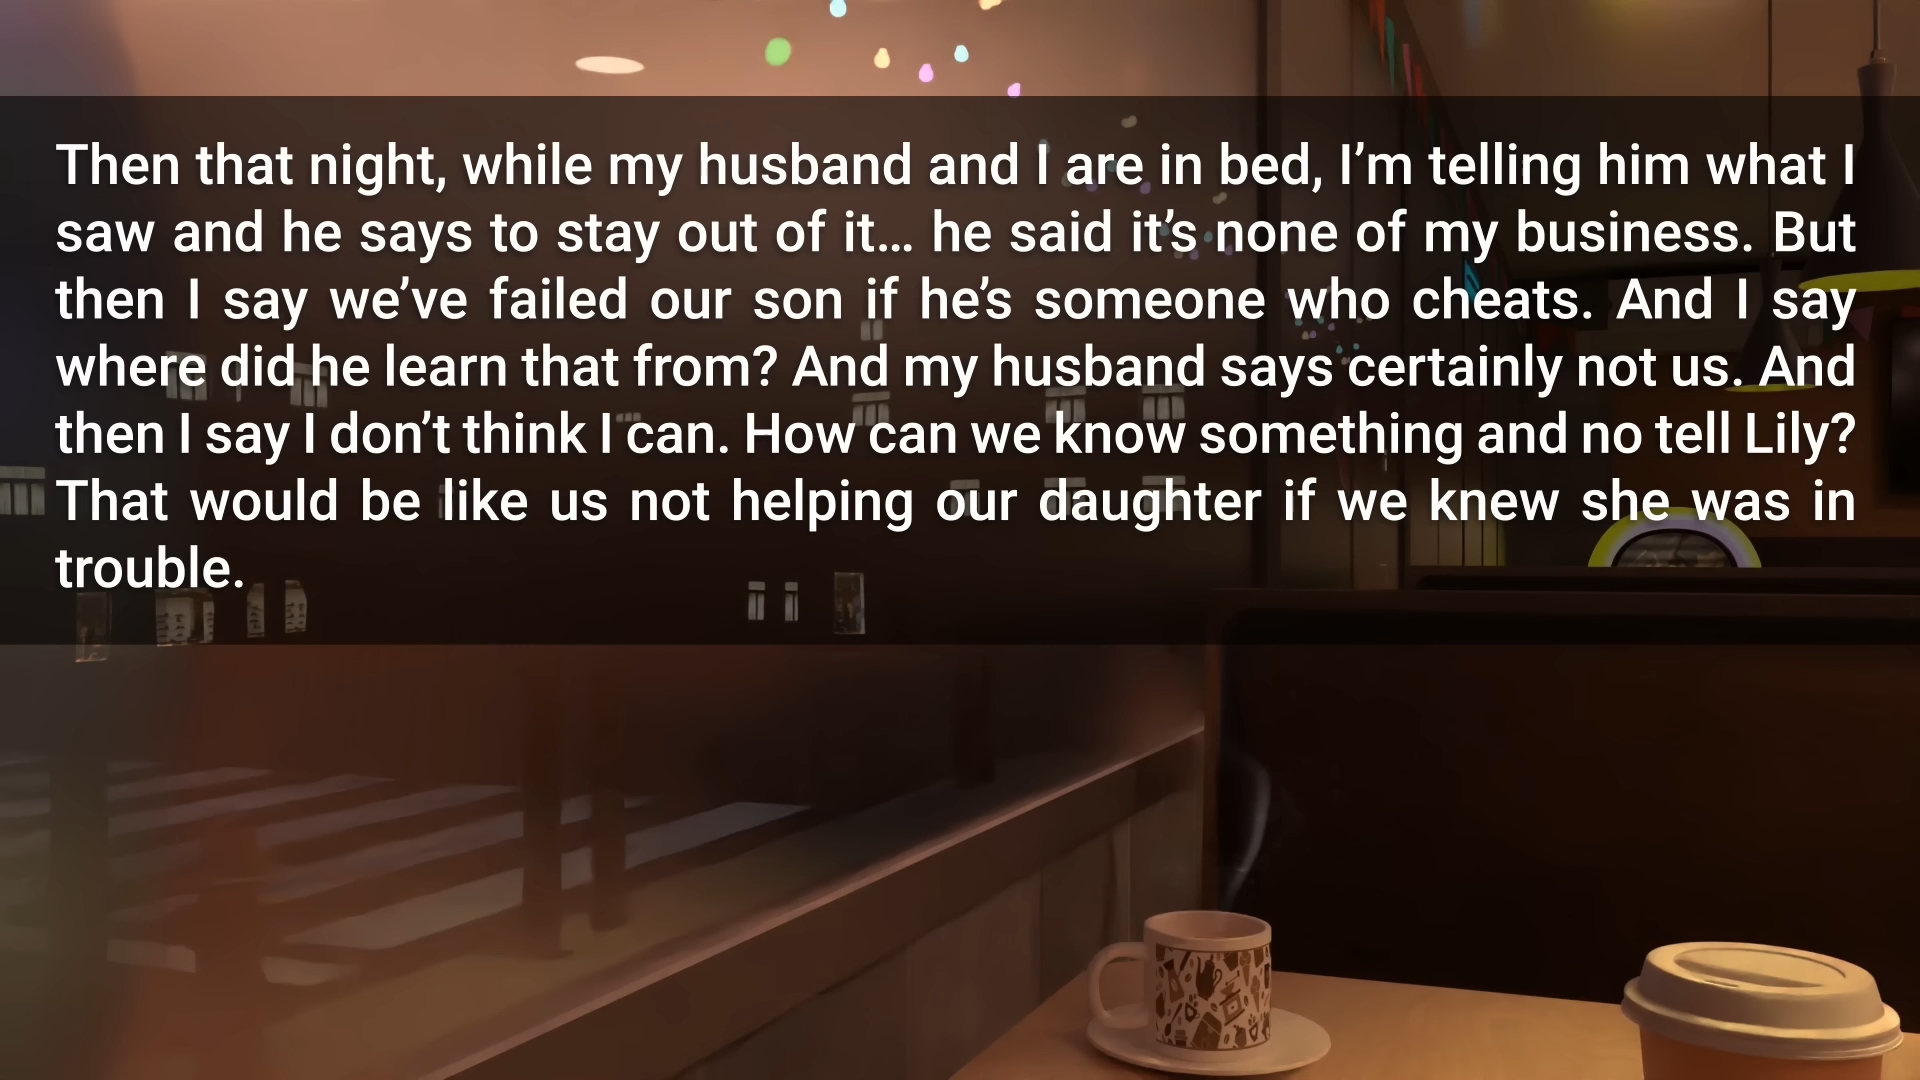 Then that night, while my husband and I are in bed, I’m telling him what I
saw and he says to stay out of it... he said it’s none of my business. But
then I say we’ve failed our son if he’s someone who cheats. And I say
where did he learn that from? And my husband says certainly not us. And
then I say I don’t think I can. How can we know something and no tell Lily?
That would be like us not helping our daughter if we knew she was in
trouble.